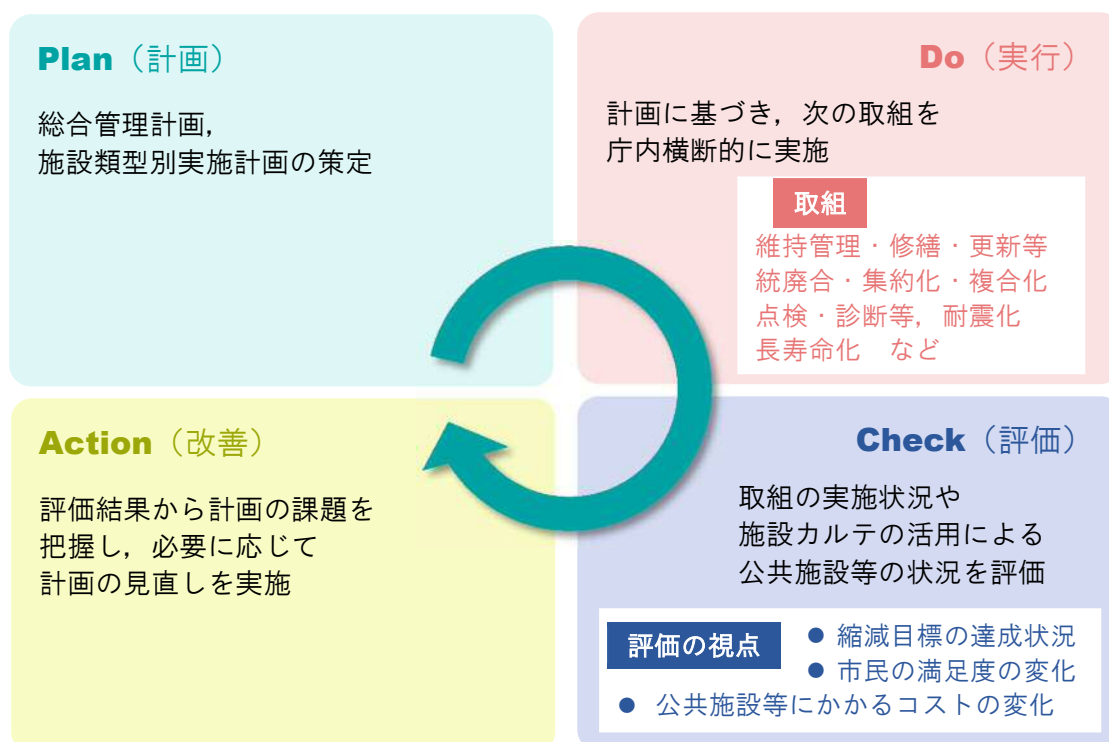 Plan（計画）
総合管理計画，
施設類型別実施計画の策定
Do（実行）
計画に基づき，次の取組を
庁内横断的に実施
取組
維持管理・修繕・更新等
統廃合・集約化・複合化
点検・診断等，耐震化
長寿命化　など
Check（評価）
取組の実施状況や
施設カルテの活用による
公共施設等の状況を評価
評価の視点
● 縮減目標の達成状況
● 市民の満足度の変化
● 公共施設等にかかるコストの変化
Action（改善）
評価結果から計画の課題を
把握し，必要に応じて
計画の見直しを実施